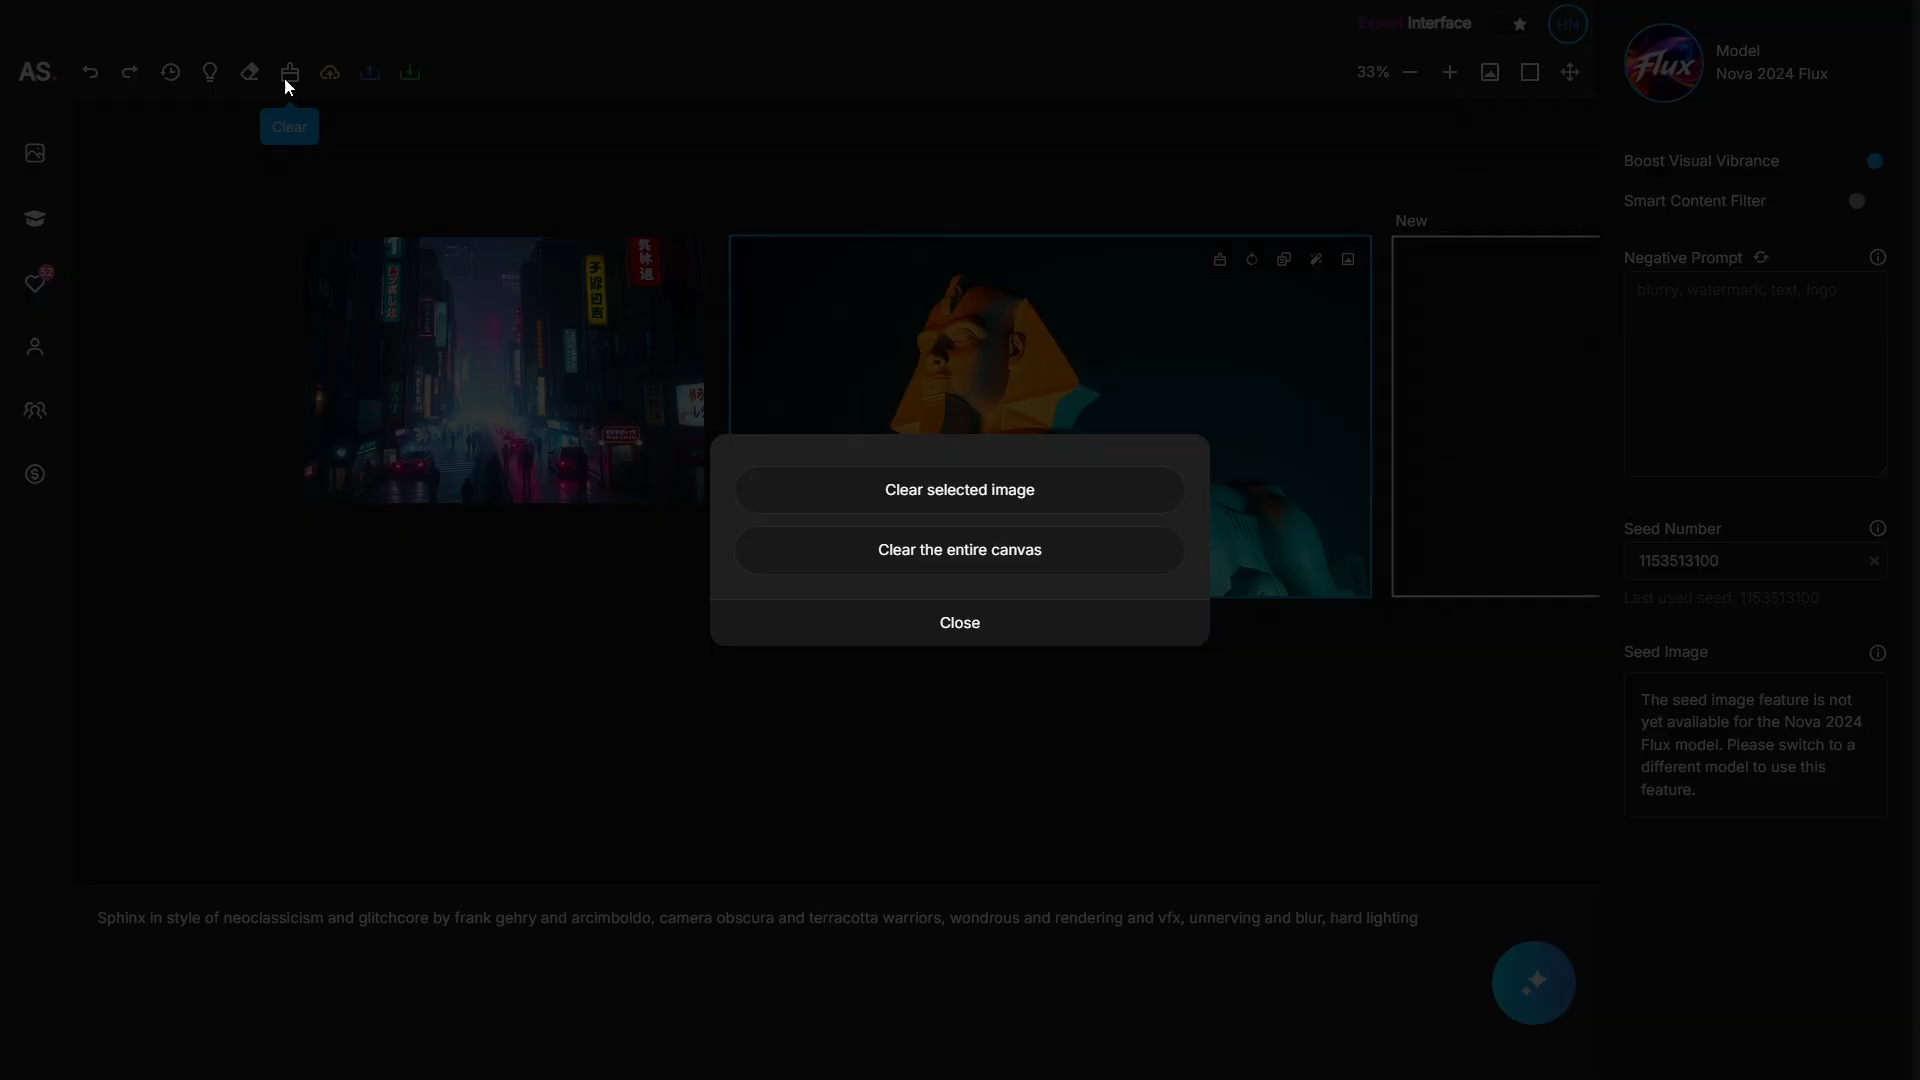 Expert Interface
HN
AS.
33%
Clear
Flux
Model
Nova 2024 Flux
Boost Visual Vibrance
Smart Content Filter
52
New
Negative Prompt
blurry, watermark, text, logo
Clear selected image
Clear the entire canvas
Close
Seed Number
1153513100
Last usad seed: 1153513100
Seed Image
The seed image feature is not
yet available for the Nova 2024
Flux model. Please switch to a
different model to use this
feature.
Sphinx in style of neoclassicism and glitchcore by frank gehry and arcimboldo, camera obscura and terracotta warriors, wondrous and rendering and vfx, unnerving and blur, hard lighting